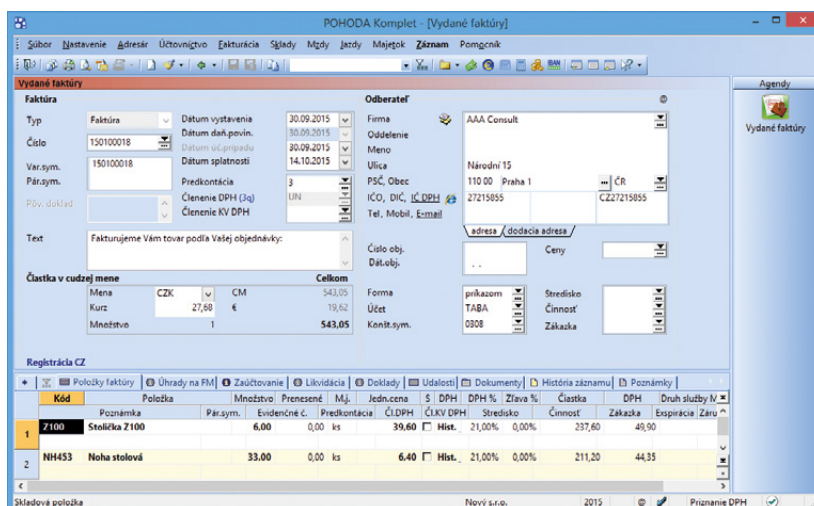 POHODA Komplet - [Vydané faktúry]
Súbor Nastavenie Adresár Účtovníctvo Fakturácia Sklady Mzdy Jazdy Majetok Záznam Pomocník
Vydané faktúry
Agendy
Vydané faktúry
Faktúra
Typ Faktúra
Číslo 150100018
Var.sym. 150100018
Pár.sym.
Pôv. doklad
Dátum vystavenia 30.09.2015
Dátum daň.povin. 30.09.2015
Dátum úč.prípadu 30.09.2015
Dátum splatnosti 14.10.2015
Predkontácia 3
Členenie DPH (3q) UN
Členenie KV DPH
Text Fakturujeme Vám tovar podľa Vašej objednávky:
Čiastka v cudzej mene Celkom
Mena CZK CM 543,05
Kurz 27,68 € 19,62
Množstvo 1 543,05
Registrácia CZ
Odberateľ @
Firma AAA Consult
Oddelenie
Meno
Ulica Národní 15
PSČ, Obec 110 00 Praha 1 ... ČR
IČO, DIČ, IČ DPH 27215855 CZ27215855
Tel, Mobil, E-mail
adresa dodacia adresa
Číslo obj. Ceny
Dát.obj. . .
Forma príkazom Stredisko
Účet TABA Činnosť
Konšt.sym. 0308 Zákazka
Položky faktúry Úhrady na FM Zaúčtovanie Likvidácia Doklady Udalosti Dokumenty História záznamu Poznámky
Kód Položka Množstvo Prenesené M.j. Jedn.cena S DPH DPH % Zľava % Čiastka DPH Druh služby M
Poznámka Pár.sym. Evidenčné č. Predkontácia Čl.DPH Čl.KV DPH Stredisko Činnosť Zákazka Exspirácia Záru
1 Z100 Stolička Z100 6,00 0,00 ks 39,60 Hist. 21,00% 0,00% 237,60 49,90
2 NH453 Noha stolová 33,00 0,00 ks 6,40 Hist. 21,00% 0,00% 211,20 44,35
Skladová položka Nový s.r.o. 2015 @ Priznanie DPH